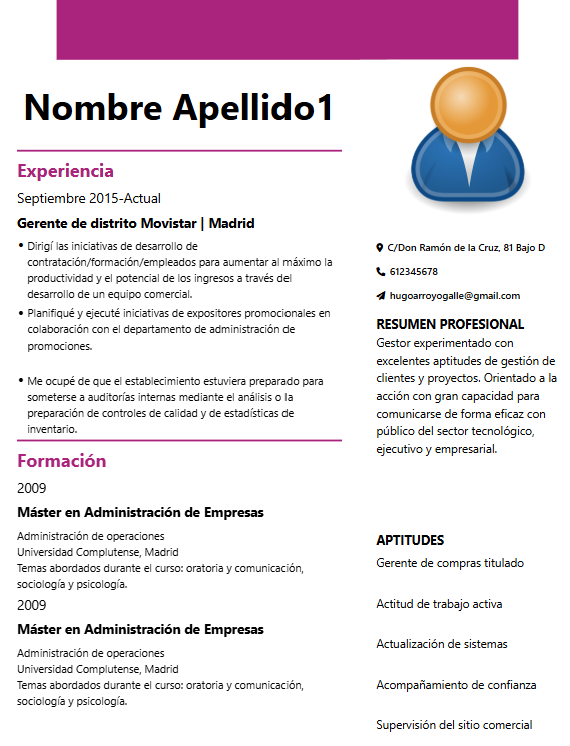 Nombre Apellido1
Experiencia
Septiembre 2015-Actual
Gerente de distrito Movistar | Madrid
• Dirigí las iniciativas de desarrollo de
contratación/formación/empleados para aumentar al máximo la
productividad y el potencial de los ingresos a través del
desarrollo de un equipo comercial.
• Planifiqué y ejecuté iniciativas de expositores promocionales en
colaboración con el departamento de administración de
promociones.
• Me ocupé de que el establecimiento estuviera preparado para
someterse a auditorías internas mediante el análisis o la
preparación de controles de calidad y de estadísticas de
inventario.
Formación
2009
Máster en Administración de Empresas
Administración de operaciones
Universidad Complutense, Madrid
Temas abordados durante el curso: oratoria y comunicación,
sociología y psicología.
2009
Máster en Administración de Empresas
Administración de operaciones
Universidad Complutense, Madrid
Temas abordados durante el curso: oratoria y comunicación,
sociología y psicología.
C/Don Ramón de la Cruz, 81 Bajo D
612345678
hugoarroyogalle@gmail.com
RESUMEN PROFESIONAL
Gestor experimentado con
excelentes aptitudes de gestión de
clientes y proyectos. Orientado a la
acción con gran capacidad para
comunicarse de forma eficaz con
público del sector tecnológico,
ejecutivo y empresarial.
APTITUDES
Gerente de compras titulado
Actitud de trabajo activa
Actualización de sistemas
Acompañamiento de confianza
Supervisión del sitio comercial